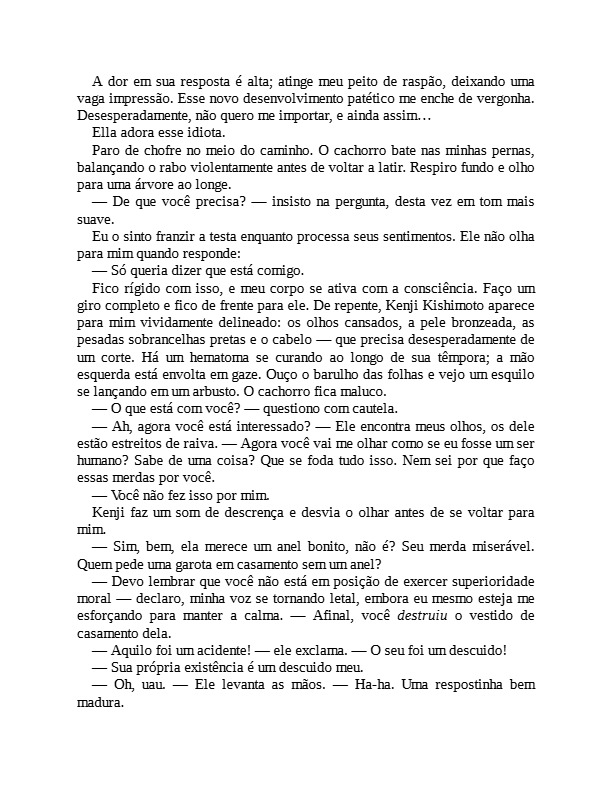 A dor em sua resposta é alta; atinge meu peito de raspão, deixando uma
vaga impressão. Esse novo desenvolvimento patético me enche de vergonha.
Desesperadamente, não quero me importar, e ainda assim…
Ella adora esse idiota.
Paro de chofre no meio do caminho. O cachorro bate nas minhas pernas,
balançando o rabo violentamente antes de voltar a latir. Respiro fundo e olho
para uma árvore ao longe.
— De que você precisa? — insisto na pergunta, desta vez em tom mais
suave.
Eu o sinto franzir a testa enquanto processa seus sentimentos. Ele não olha
para mim quando responde:
— Só queria dizer que está comigo.
Fico rígido com isso, e meu corpo se ativa com a consciência. Faço um
giro completo e fico de frente para ele. De repente, Kenji Kishimoto aparece
para mim vividamente delineado: os olhos cansados, a pele bronzeada, as
pesadas sobrancelhas pretas e o cabelo — que precisa desesperadamente de
um corte. Há um hematoma se curando ao longo de sua têmpora; a mão
esquerda está envolta em gaze. Ouço o barulho das folhas e vejo um esquilo
se lançando em um arbusto. O cachorro fica maluco.
— O que está com você? — questiono com cautela.
— Ah, agora você está interessado? — Ele encontra meus olhos, os dele
estão estreitos de raiva. — Agora você vai me olhar como se eu fosse um ser
humano? Sabe de uma coisa? Que se foda tudo isso. Nem sei por que faço
essas merdas por você.
— Você não fez isso por mim.
Kenji faz um som de descrença e desvia o olhar antes de se voltar para
mim.
— Sim, bem, ela merece um anel bonito, não é? Seu merda miserável.
Quem pede uma garota em casamento sem um anel?
— Devo lembrar que você não está em posição de exercer superioridade
moral — declaro, minha voz se tornando letal, embora eu mesmo esteja me
esforçando para manter a calma. — Afinal, você destruiu o vestido de
casamento dela.
— Aquilo foi um acidente! — ele exclama. — O seu foi um descuido!
— Sua própria existência é um descuido meu.
— Oh, uau. — Ele levanta as mãos. — Ha-ha. Uma respostinha bem
madura.